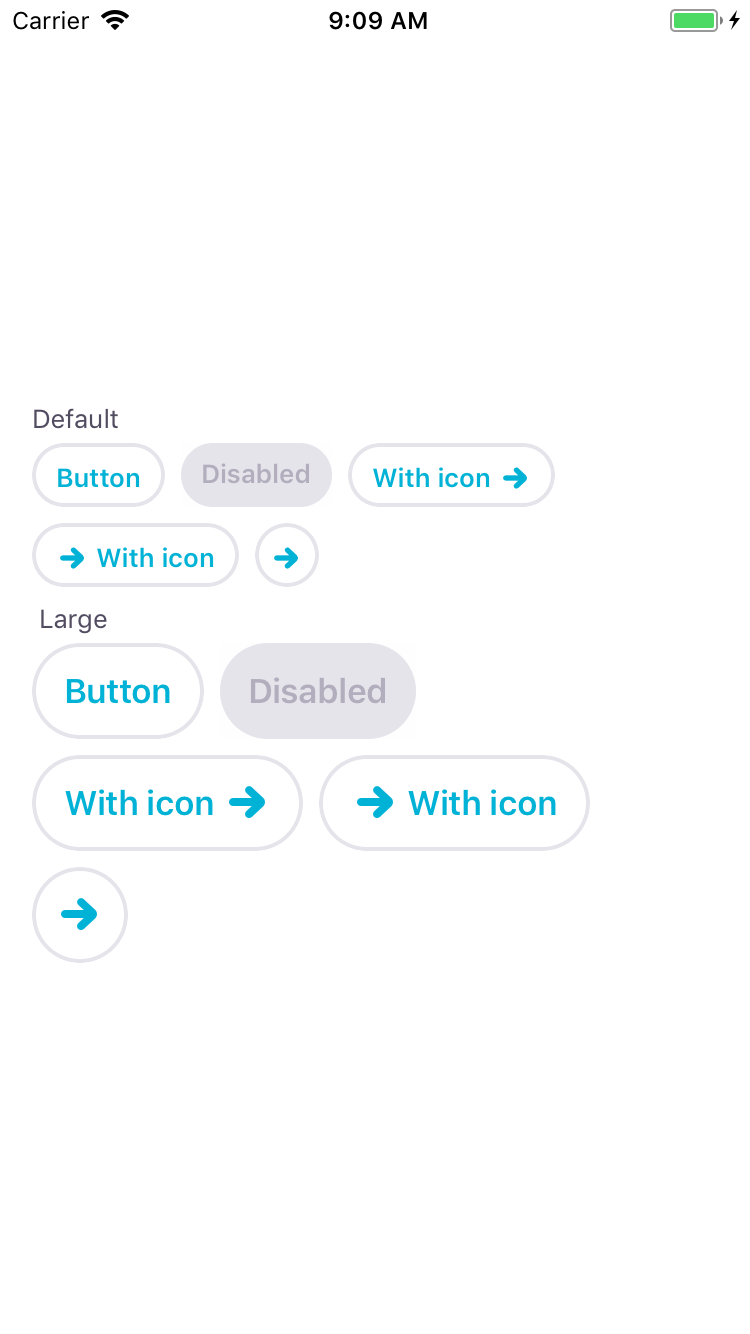 Carrier 9:09 AM
Default
Button Disabled With icon
With icon
Large
Button Disabled
With icon With icon